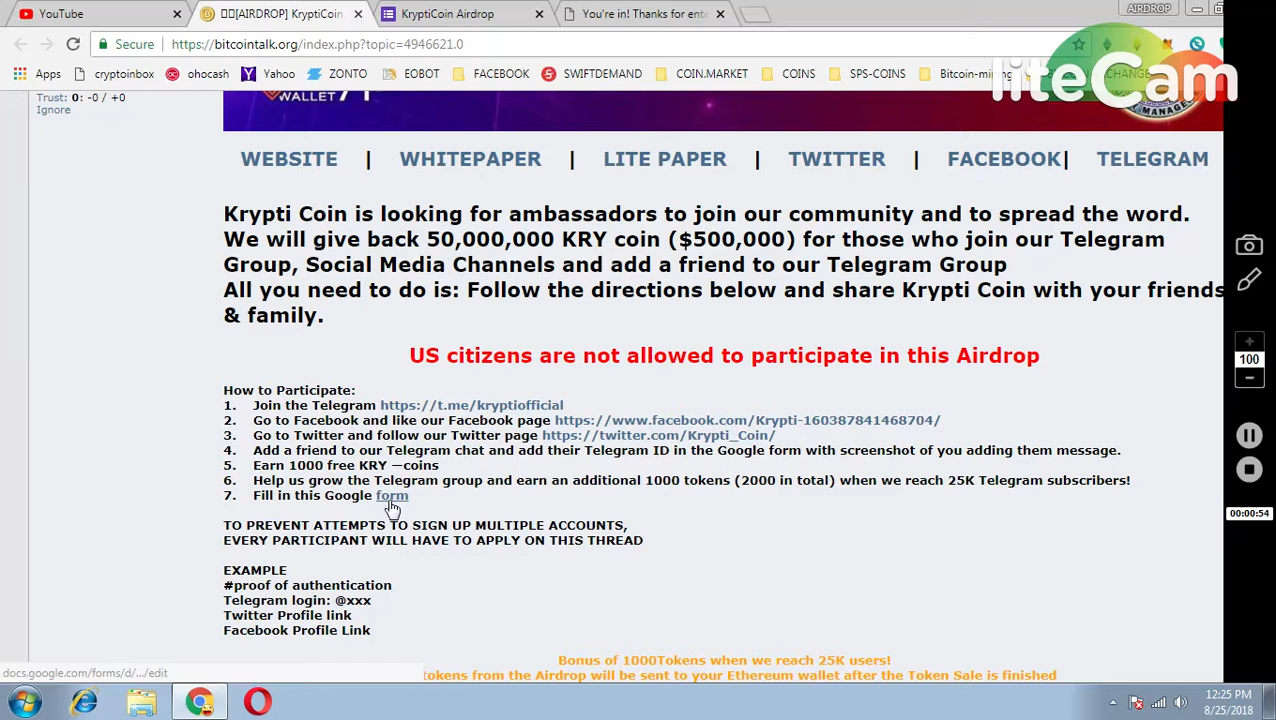 YouTube
[AIRDROP] KryptiCoin
KryptiCoin Airdrop
You're in! Thanks for ente
AIRDROP
Secure
https://bitcointalk.org/index.php?topic=4946621.0
Apps
cryptoinbox
ohocash
Yahoo
ZONTO
EOBOT
FACEBOOK
SWIFTDEMAND
COIN.MARKET
COINS
SPS-COINS
Bitcoin-mining
liteCam
Trust: 0: -0 / +0
Ignore
WALLET
MANAGER
WEBSITE | WHITEPAPER | LITE PAPER | TWITTER | FACEBOOK| TELEGRAM
Krypti Coin is looking for ambassadors to join our community and to spread the word.
We will give back 50,000,000 KRY coin ($500,000) for those who join our Telegram
Group, Social Media Channels and add a friend to our Telegram Group
All you need to do is: Follow the directions below and share Krypti Coin with your friends
& family.
US citizens are not allowed to participate in this Airdrop
How to Participate:
1. Join the Telegram https://t.me/kryptiofficial
2. Go to Facebook and like our Facebook page https://www.facebook.com/Krypti-160387841468704/
3. Go to Twitter and follow our Twitter page https://twitter.com/Krypti_Coin/
4. Add a friend to our Telegram chat and add their Telegram ID in the Google form with screenshot of you adding them message.
5. Earn 1000 free KRY —coins
6. Help us grow the Telegram group and earn an additional 1000 tokens (2000 in total) when we reach 25K Telegram subscribers!
7. Fill in this Google form
TO PREVENT ATTEMPTS TO SIGN UP MULTIPLE ACCOUNTS,
EVERY PARTICIPANT WILL HAVE TO APPLY ON THIS THREAD
EXAMPLE
#proof of authentication
Telegram login: @xxx
Twitter Profile link
Facebook Profile Link
Bonus of 1000Tokens when we reach 25K users!
tokens from the Airdrop will be sent to your Ethereum wallet after the Token Sale is finished
docs.google.com/forms/d/.../edit
100
00:00:54
12:25 PM
8/25/2018